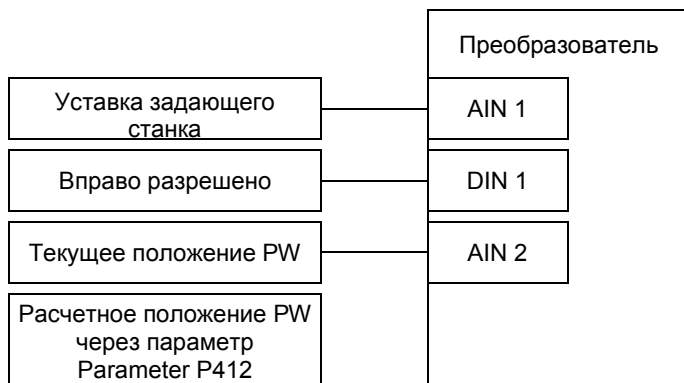 Преобразователь
Уставка задающего
станка
AIN 1
Вправо разрешено
DIN 1
Текущее положение PW
AIN 2
Расчетное положение PW
через параметр
Parameter P412